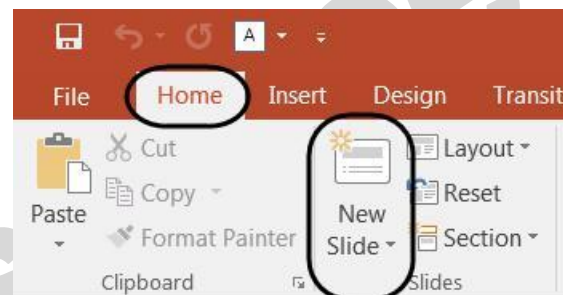 A
File Home Insert Design Transit
Cut
Copy
Format Painter
Paste
New
Slide
Layout
Reset
Section
Clipboard
Slides